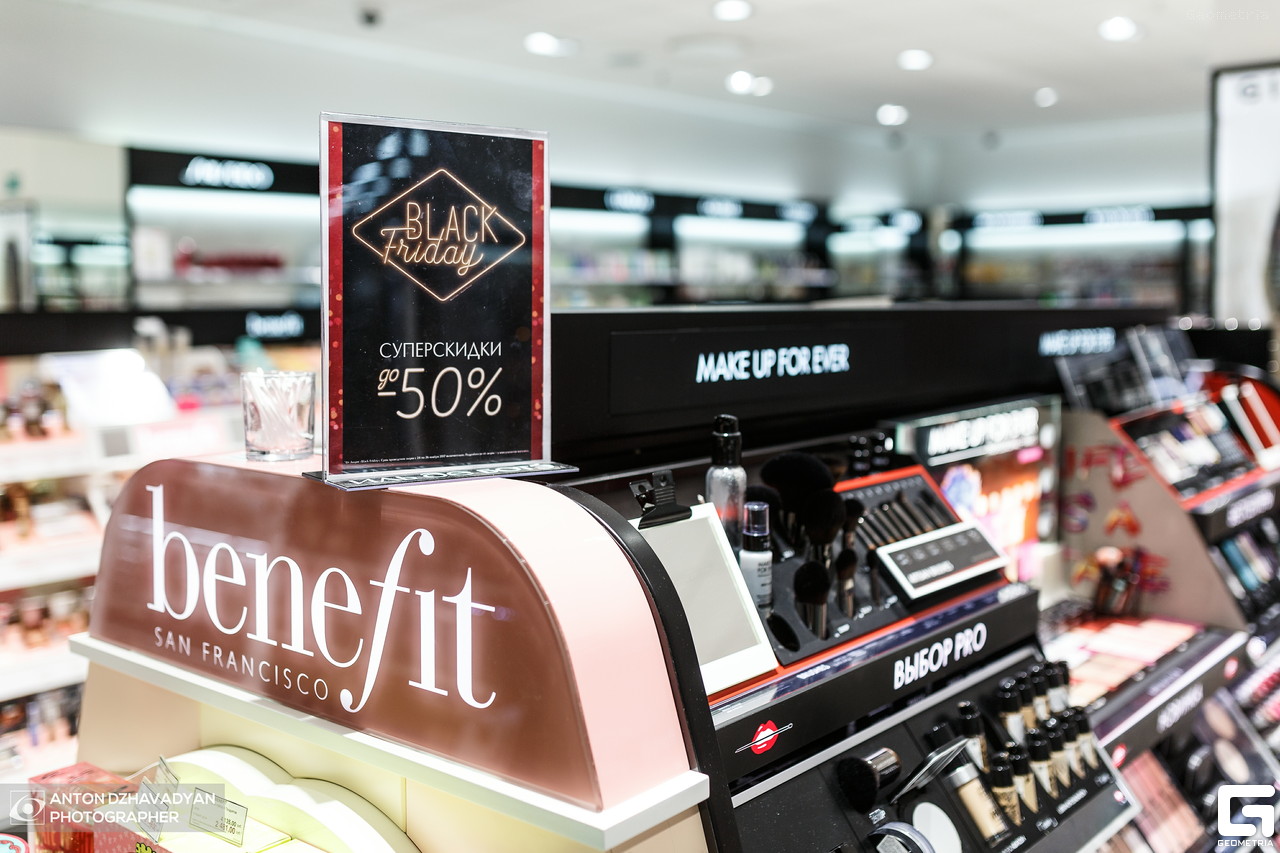 BLACK
Friday
СУПЕРСКИДКИ
до
-50%
benefit
SAN FRANCISCO
MAKE UP FOR EVER
MAKE UP FOR EVER
ВЫБОР PRO
benefit
ANTON DZHAVADYAN
PHOTOGRAPHER
GEOMETRIA